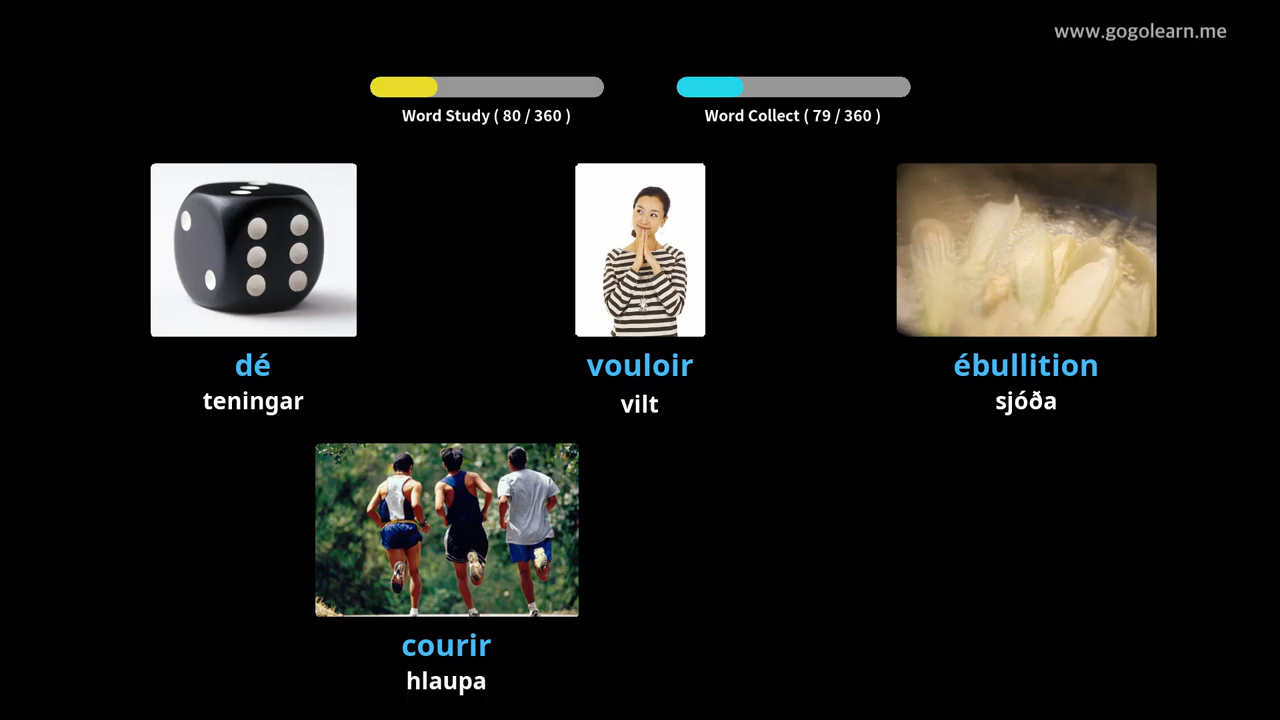 www.gogolearn.me
Word Study ( 80 / 360 )
Word Collect ( 79 / 360 )
dé
teningar
vouloir
vilt
ébullition
sjóða
courir
hlaupa